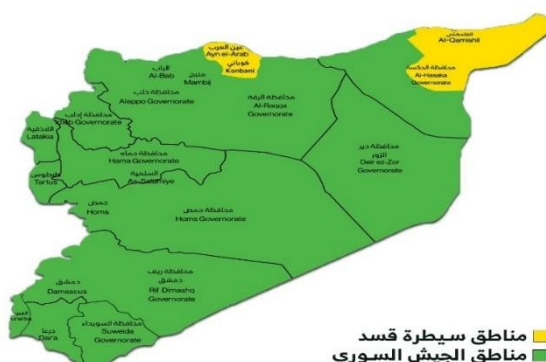 القامشلي
Al-Qamishli
عين العرب
Ayn el-Arab
كوباني
Konbani
الباب
Al-Bab
منبج
Mambij
محافظة الحسكة
Al-Hasaka
Governorate
محافظة حلب
Aleppo Governorate
محافظة الرقة
Al-Raqqa
Governorate
محافظة إدلب
Idlib Governorate
اللاذقية
Latakia
محافظة دير
الزور
Deir ez-Zor
Governorate
محافظة حماه
Hama Governorate
طرطوس
Tartus
السلمية
As-Salamiye
حمص
Homs
محافظة حمص
Homs Governorate
محافظة ريف
دمشق
Rif Dimashq
Governorate
دمشق
Damascus
درعا
Dar'a
محافظة السويداء
Suweida
Governorate
مناطق سيطرة قسد
مناطق الجيش السوري